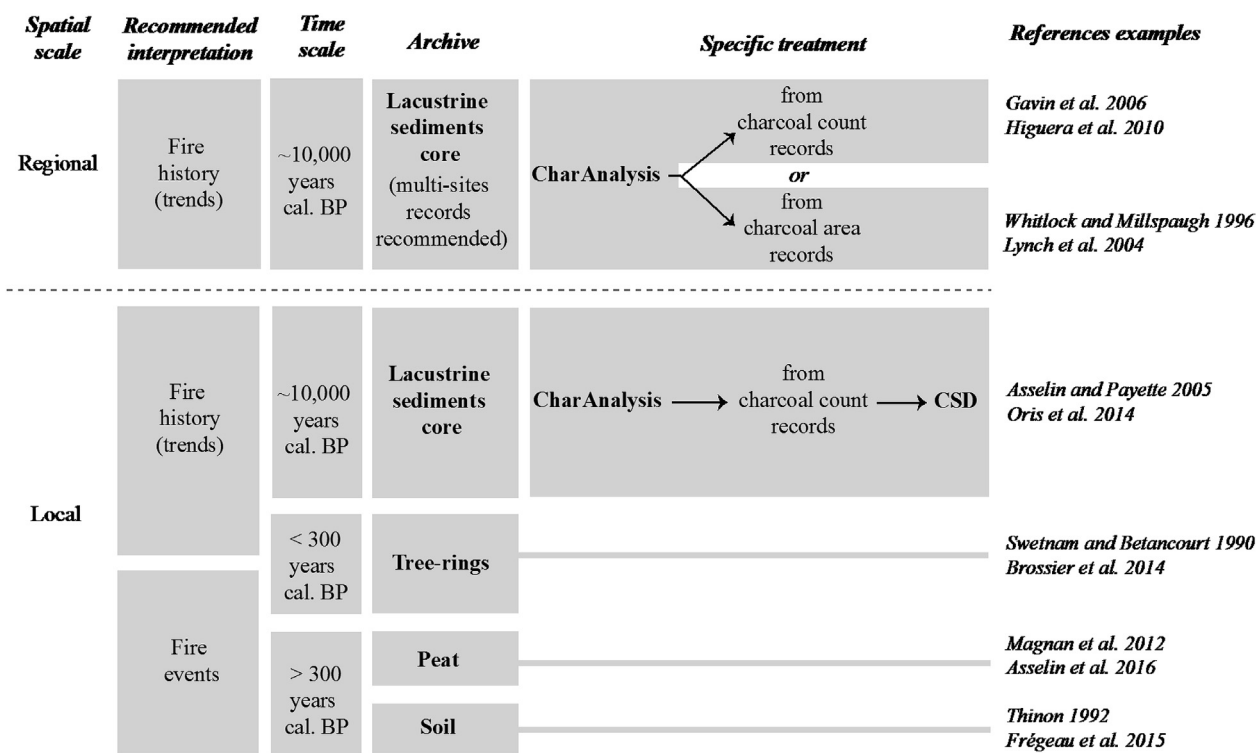 Spatial
scale
Recommended
interpretation
Time
scale
Archive
Specific treatment
References examples
Regional
Fire
history
(trends)
~10,000
years
cal. BP
Lacustrine
sediments
core
(multi-sites
records
recommended)
CharAnalysis
from
charcoal count
records
or
from
charcoal area
records
Gavin et al. 2006
Higuera et al. 2010
Whitlock and Millspaugh 1996
Lynch et al. 2004
Local
Fire
history
(trends)
~10,000
years
cal. BP
Lacustrine
sediments
core
CharAnalysis
from
charcoal count
records
CSD
Asselin and Payette 2005
Oris et al. 2014
< 300
years
cal. BP
Tree-rings
Swetnam and Betancourt 1990
Brossier et al. 2014
Fire
events
> 300
years
cal. BP
Peat
Magnan et al. 2012
Asselin et al. 2016
Soil
Thinon 1992
Frégeau et al. 2015